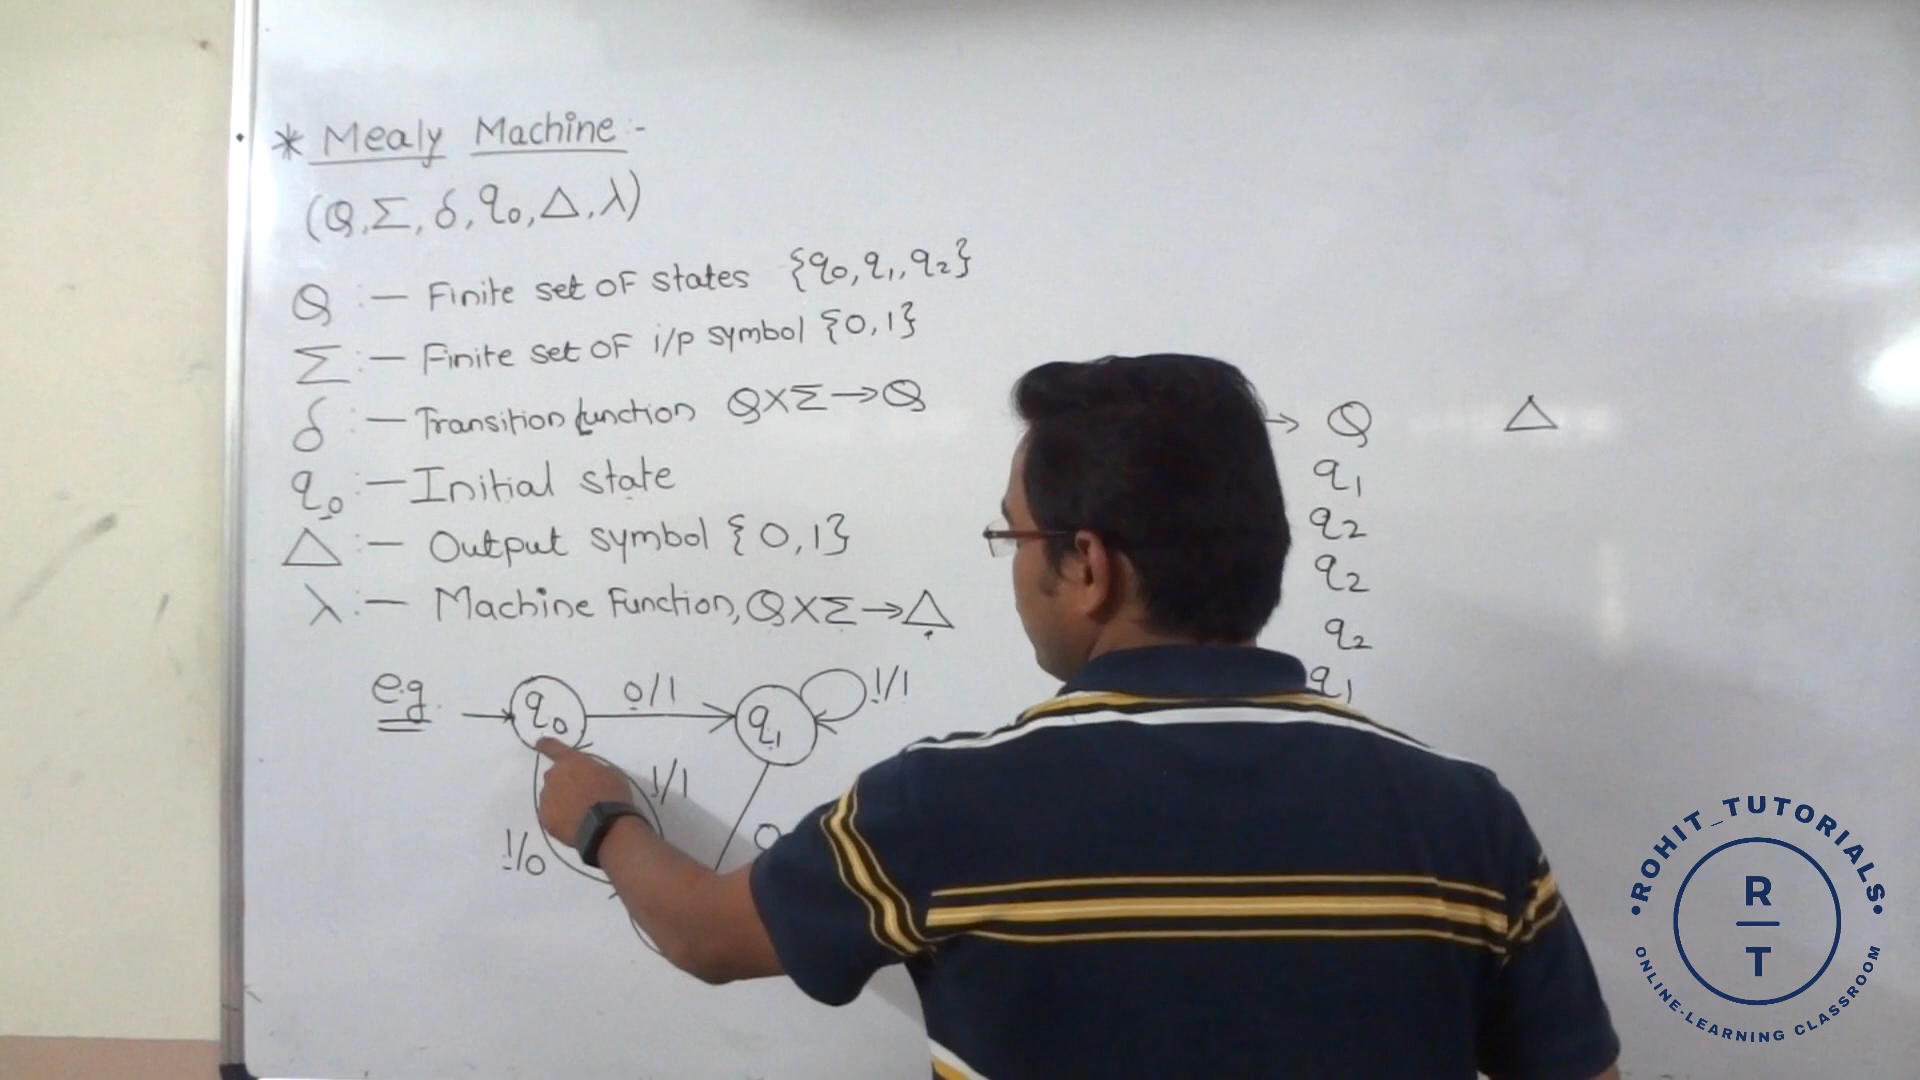 * Mealy Machine :-
(Q, Σ, δ, q0, Δ, λ)
Q :— Finite set OF states {q0, q1, q2}
Σ :— Finite set OF i/p symbol {0, 1}
δ :— Transition function Q×Σ→Q
q0 :— Initial state
Δ :— Output symbol {0, 1}
λ :— Machine Function, Q×Σ→Δ
e.g. q0 0/1 q1 1/1
1/1
1/0
0
→ Q Δ
q1
q2
q2
q2
q1
•ROHIT_TUTORIALS•
R
T
ONLINE-LEARNING CLASSROOM